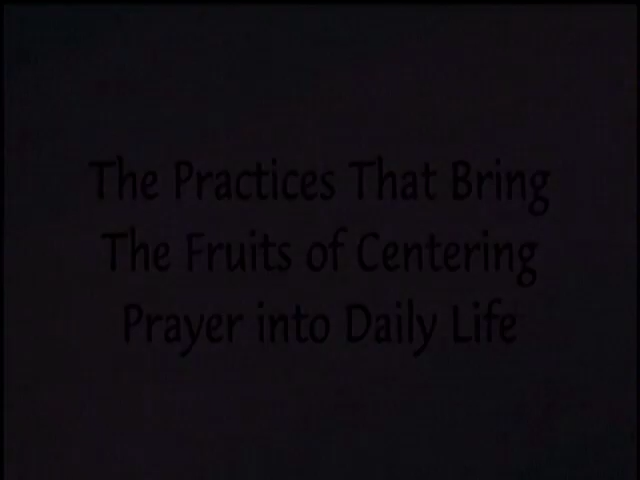 The Practices That Bring
The Fruits of Centering
Prayer into Daily Life